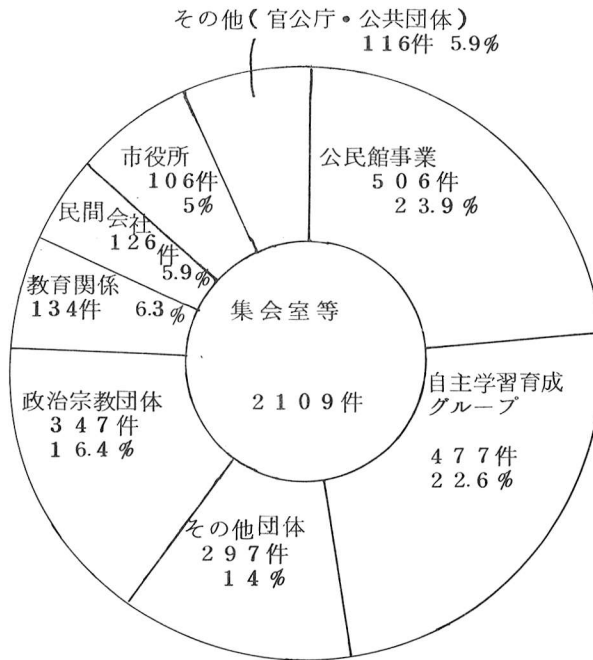 その他(官公庁・公共団体)
116件 5.9%
公民館事業
506件
23.9%
自主学習育成
グループ
477件
22.6%
その他団体
297件
14%
政治宗教団体
347件
16.4%
教育関係
134件 6.3%
民間会社
126件
5.9%
市役所
106件
5%
集会室等
2109件